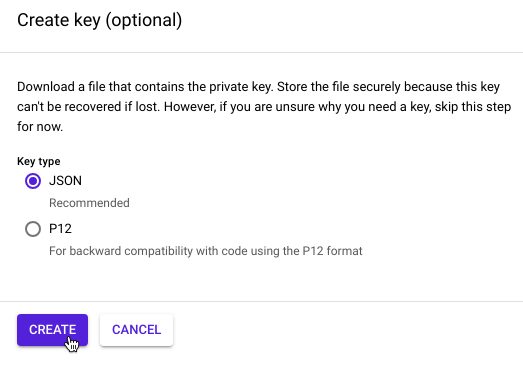 Create key (optional)
Download a file that contains the private key. Store the file securely because this key
can't be recovered if lost. However, if you are unsure why you need a key, skip this step
for now.
Key type
JSON
Recommended
P12
For backward compatibility with code using the P12 format
CREATE
CANCEL